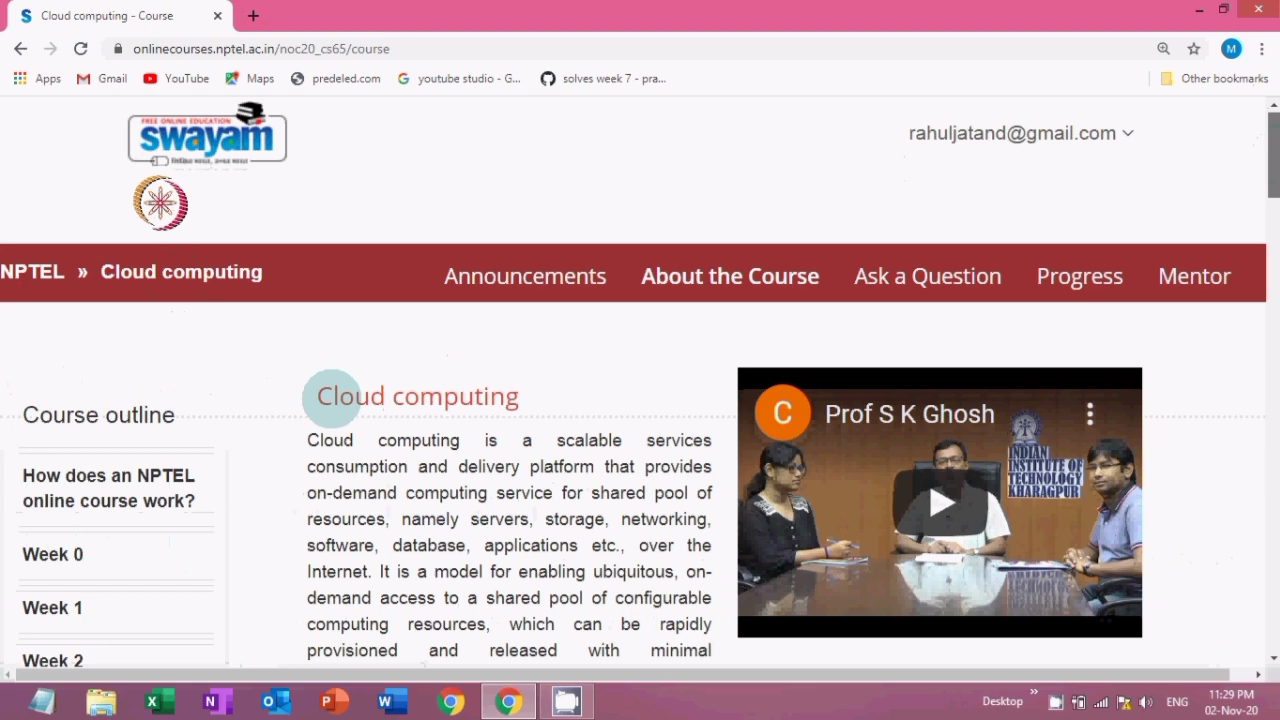 Cloud computing - Course
onlinecourses.nptel.ac.in/noc20_cs65/course
M
Apps Gmail YouTube Maps predeled.com youtube studio - G... solves week 7 - pra... Other bookmarks
FREE ONLINE EDUCATION
swayam
rahuljatand@gmail.com
NPTEL » Cloud computing
Announcements About the Course Ask a Question Progress Mentor
Course outline
How does an NPTEL
online course work?
Week 0
Week 1
Week 2
Cloud computing
Cloud computing is a scalable services
consumption and delivery platform that provides
on-demand computing service for shared pool of
resources, namely servers, storage, networking,
software, database, applications etc., over the
Internet. It is a model for enabling ubiquitous, on-
demand access to a shared pool of configurable
computing resources, which can be rapidly
provisioned and released with minimal
C Prof S K Ghosh
INDIAN
INSTITUTE OF
TECHNOLOGY
KHARAGPUR
Desktop ENG
11:29 PM
02-Nov-20